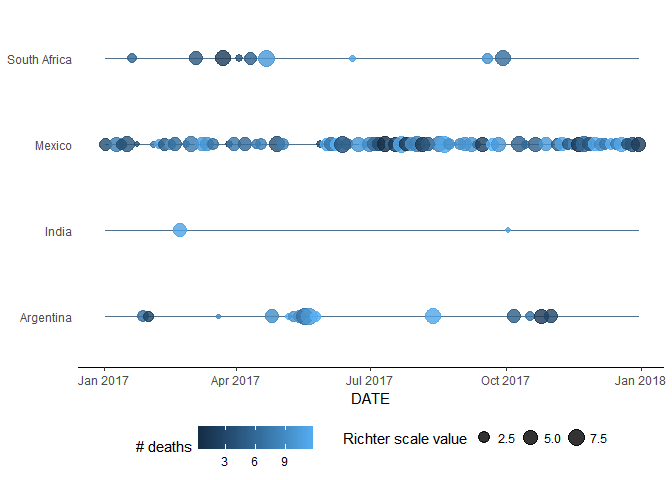 South Africa
Mexico
India
Argentina
Jan 2017 Apr 2017 Jul 2017 Oct 2017 Jan 2018
DATE
# deaths 3 6 9 Richter scale value 2.5 5.0 7.5